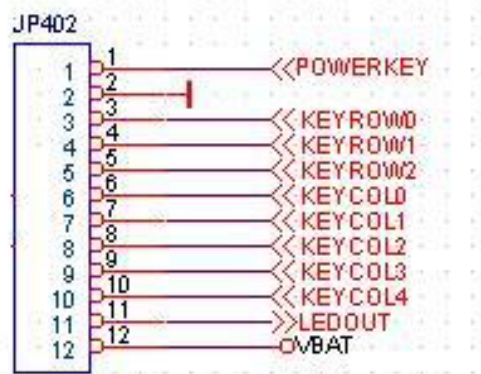 JP402
1 1 POWERKEY
2 2
3 3 KEYROW0
4 4 KEYROW1
5 5 KEYROW2
6 6 KEYCOL0
7 7 KEYCOL1
8 8 KEYCOL2
9 9 KEYCOL3
10 10 KEYCOL4
11 11 LEDOUT
12 12 VBAT